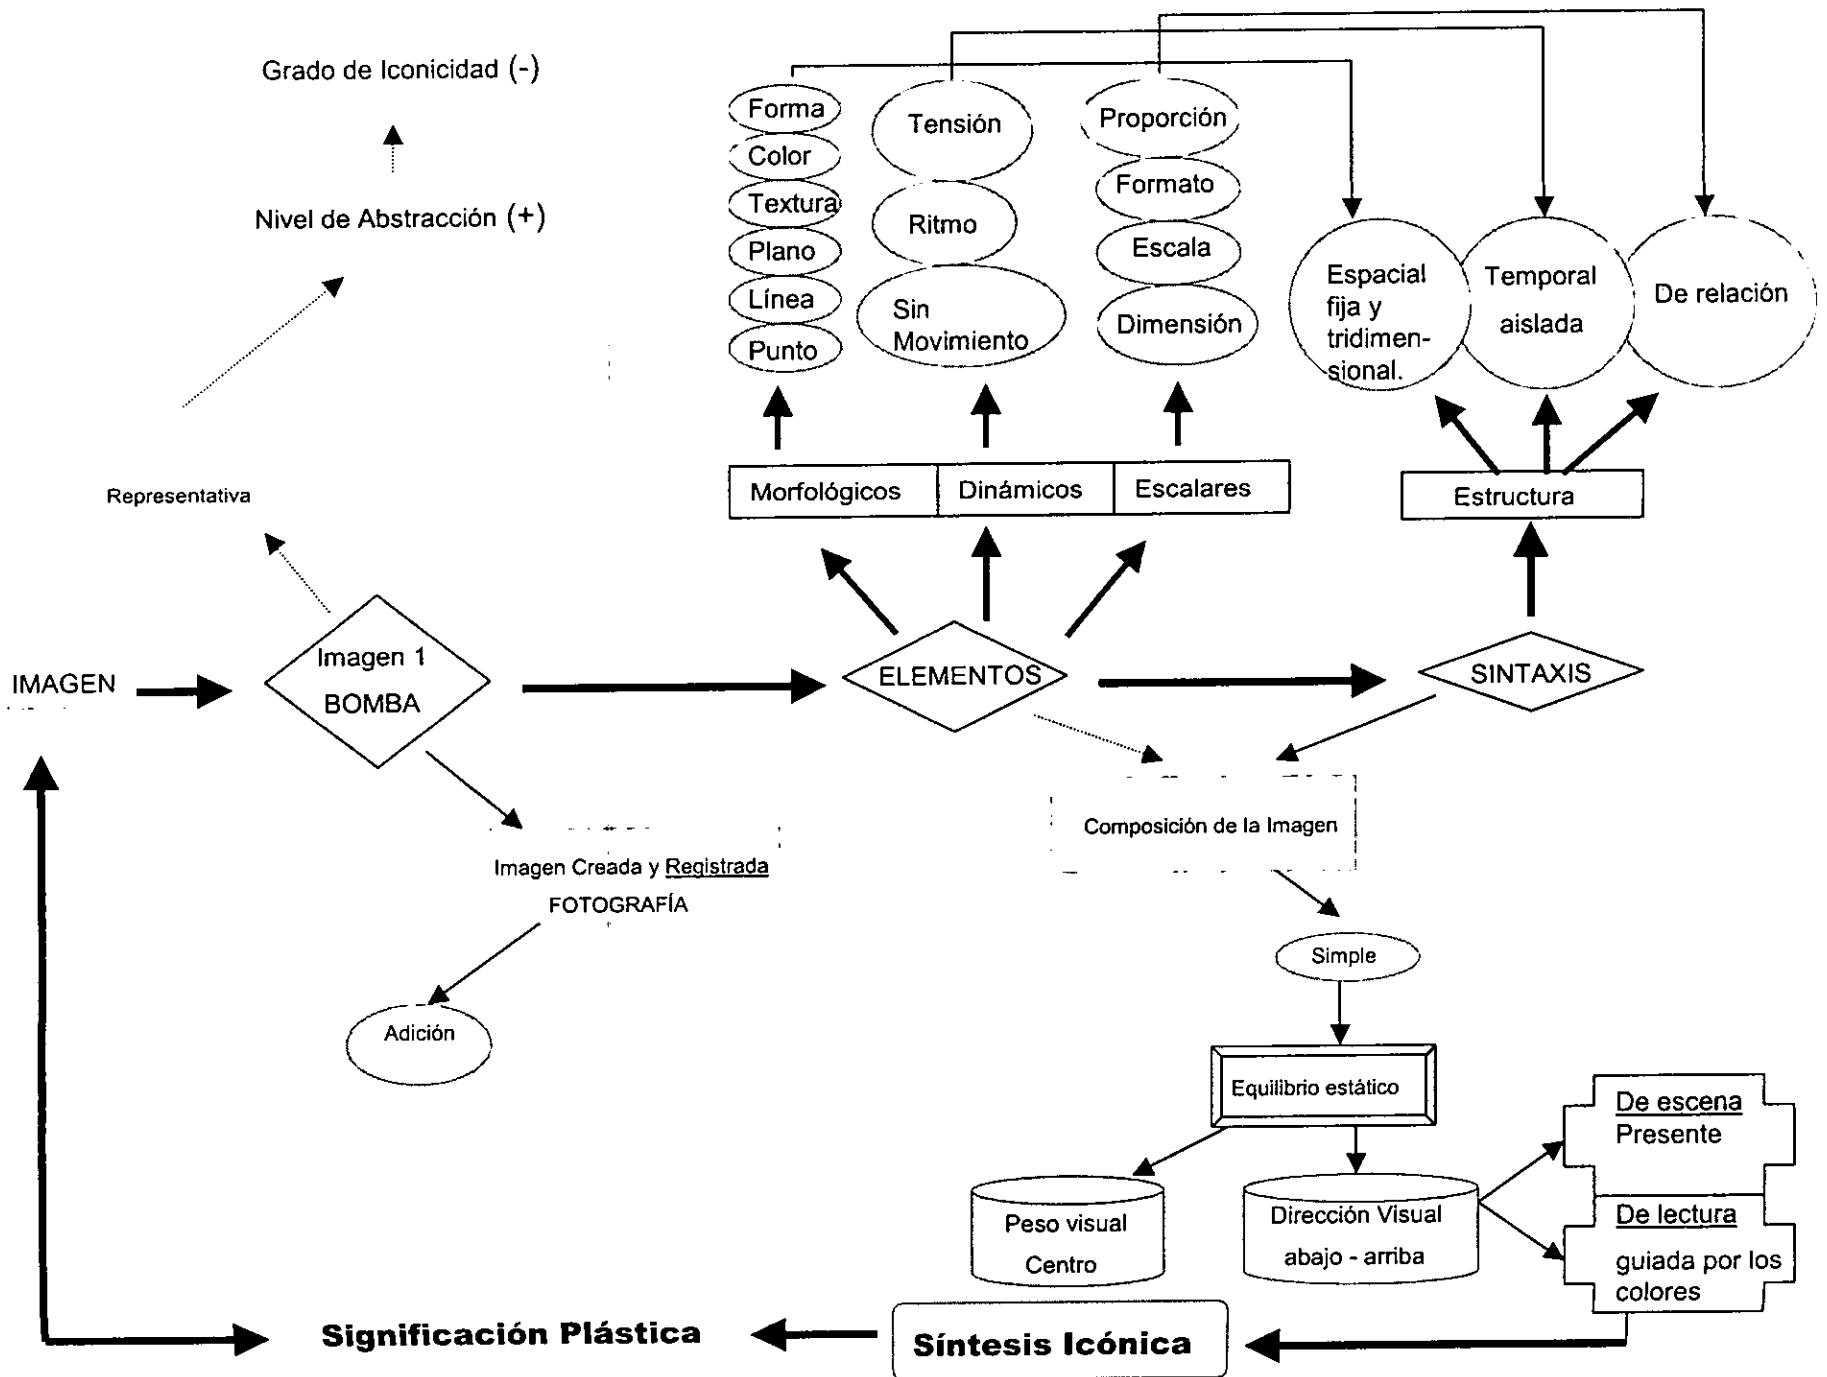 Grado de Iconicidad (-)
Nivel de Abstracción (+)
Representativa
Forma
Color
Textura
Plano
Línea
Punto
Tensión
Ritmo
Sin
Movimiento
Proporción
Formato
Escala
Dimensión
Espacial
fija y
tridimen-
sional.
Temporal
aislada
De relación
Morfológicos
Dinámicos
Escalares
Estructura
IMAGEN
Imagen 1
BOMBA
ELEMENTOS
SINTAXIS
Imagen Creada y Registrada
FOTOGRAFÍA
Adición
Composición de la Imagen
Simple
Equilibrio estático
Peso visual
Centro
Dirección Visual
abajo - arriba
De escena
Presente
De lectura
guiada por los
colores
Síntesis Icónica
Significación Plástica